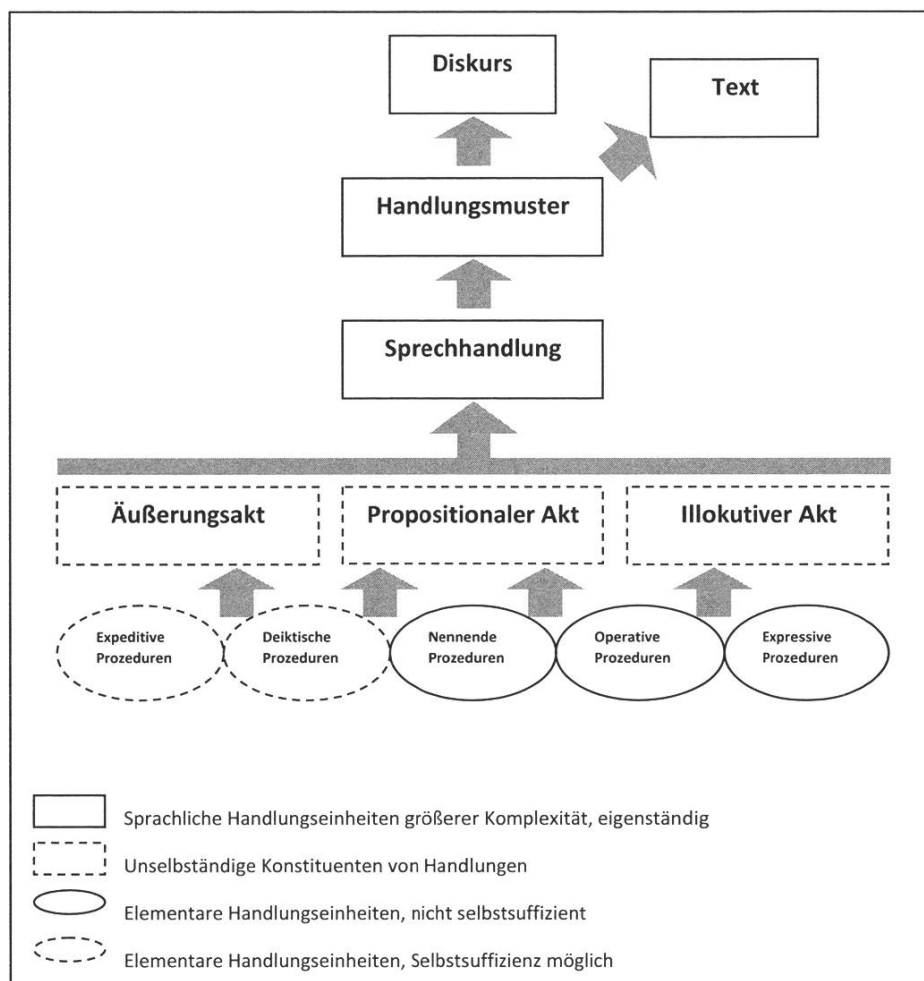 Diskurs
Text
Handlungsmuster
Sprechhandlung
Äußerungsakt
Propositionaler Akt
Illokutiver Akt
Expeditive
Prozeduren
Deiktische
Prozeduren
Nennende
Prozeduren
Operative
Prozeduren
Expressive
Prozeduren
Sprachliche Handlungseinheiten größerer Komplexität, eigenständig
Unselbständige Konstituenten von Handlungen
Elementare Handlungseinheiten, nicht selbstsuffizient
Elementare Handlungseinheiten, Selbstsuffizienz möglich